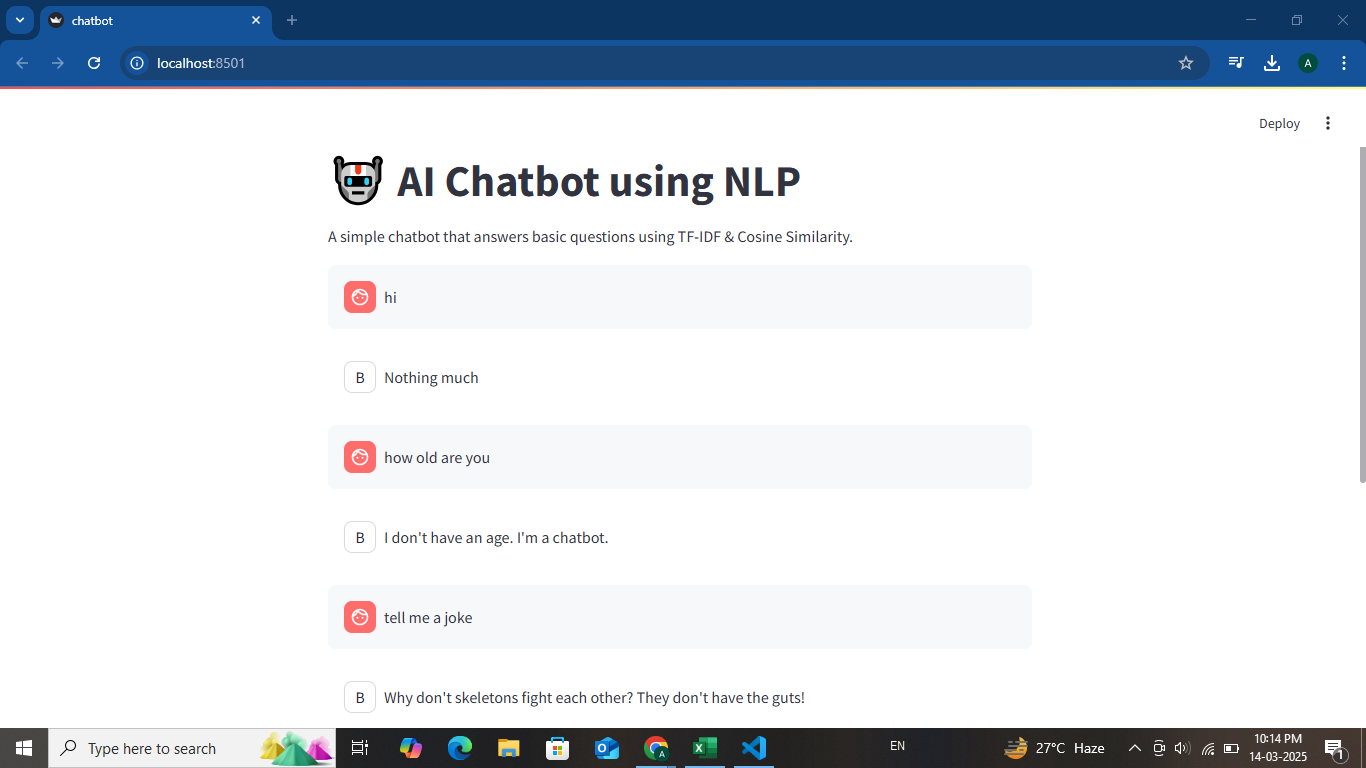 chatbot
localhost:8501
A
Deploy
AI Chatbot using NLP
A simple chatbot that answers basic questions using TF-IDF & Cosine Similarity.
hi
B Nothing much
how old are you
B I don't have an age. I'm a chatbot.
tell me a joke
B Why don't skeletons fight each other? They don't have the guts!
Type here to search
A
EN
27°C Haze
10:14 PM
14-03-2025
1